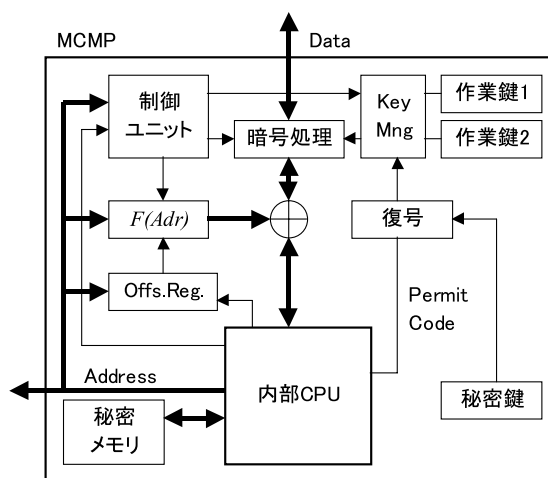 MCMP
Data
制御
ユニット
Key
Mng
作業鍵1
作業鍵2
暗号処理
F(Adr)
復号
Offs.Reg.
Permit
Code
Address
内部CPU
秘密鍵
秘密
メモリ